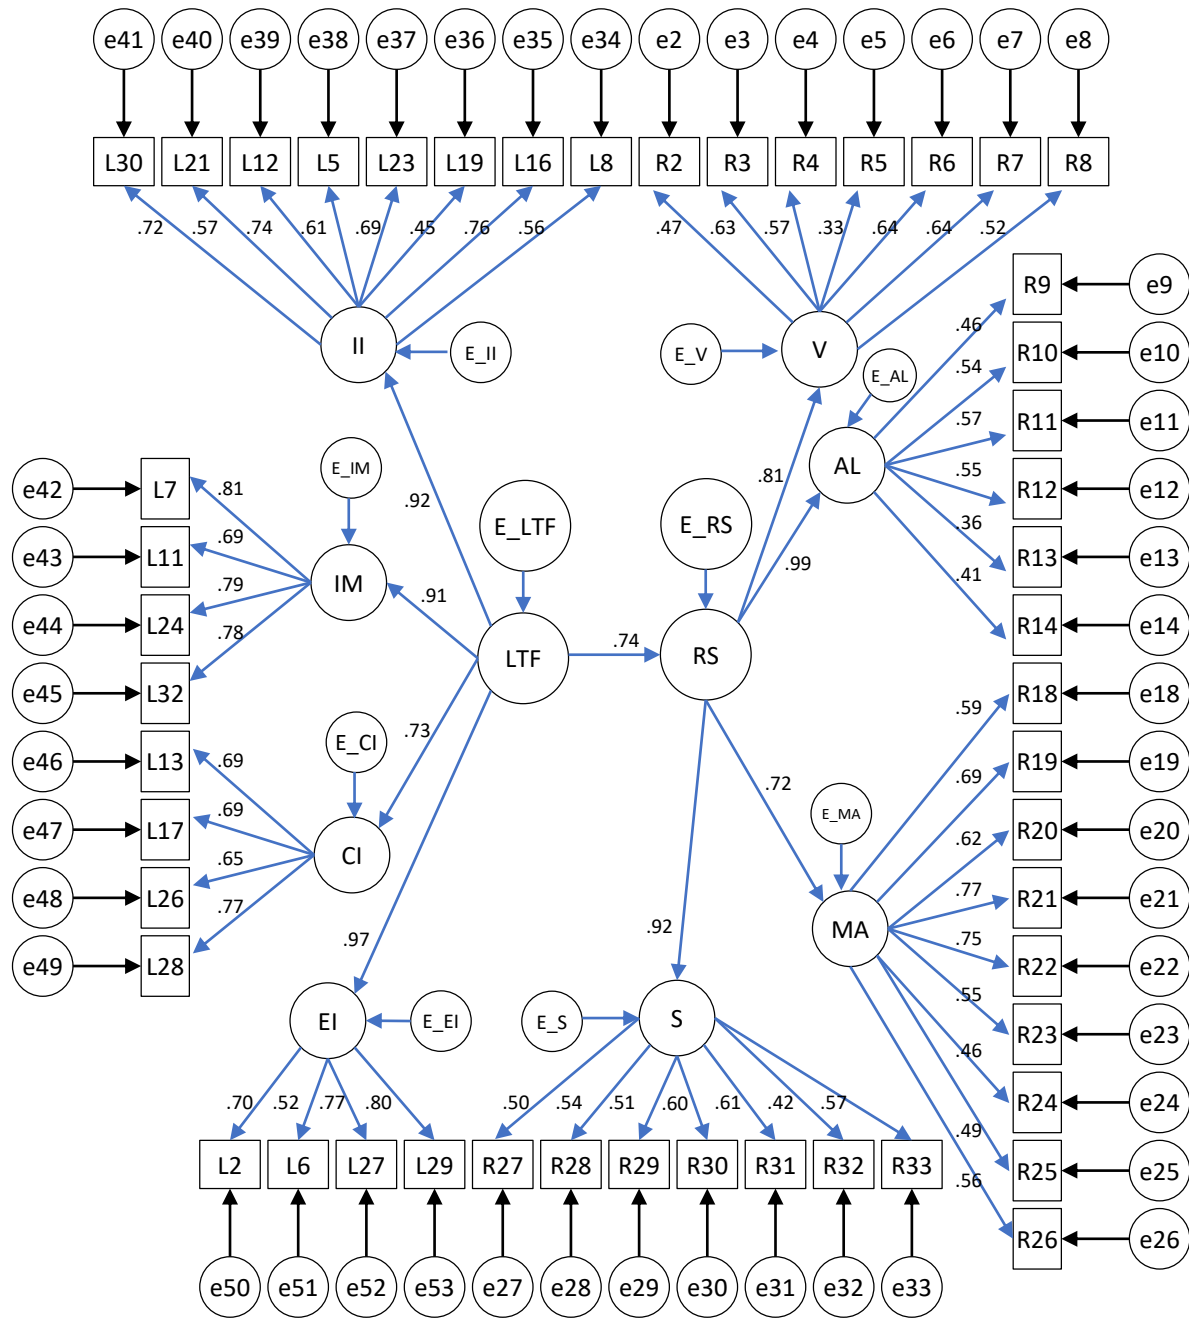 e41 e40 e39 e38 e37 e36 e35 e34 e2 e3 e4 e5 e6 e7 e8
L30 L21 L12 L5 L23 L19 L16 L8 R2 R3 R4 R5 R6 R7 R8
.72 .57 .74 .61 .69 .45 .76 .56 .47 .63 .57 .33 .64 .64 .52
R9 e9
.46
II E_II E_V V R10 e10
.54
E_AL
.57 R11 e11
AL
E_IM .81 .55 R12 e12
e42 L7 .81
.92
E_LTF E_RS
.36
e43 L11 .69 .99 R13 e13
IM .79 .91 .41
e44 L24 R14 e14
.78 LTF .74 RS
e45 L32 .59 R18 e18
E_CI .73
e46 L13 .69 .72 R19 e19
E_MA
e47 L17 .69 .62 R20 e20
.69
CI .65
e48 L26 .77 R21 e21
.77
.97 .92 MA .75
e49 L28 R22 e22
.55
EI E_EI E_S S R23 e23
.46
.70 .52 .77 .80 .50 .54 .51 .60 .61 .42 .57 R24 e24
.49
L2 L6 L27 L29 R27 R28 R29 R30 R31 R32 R33 R25 e25
.56
R26 e26
e50 e51 e52 e53 e27 e28 e29 e30 e31 e32 e33